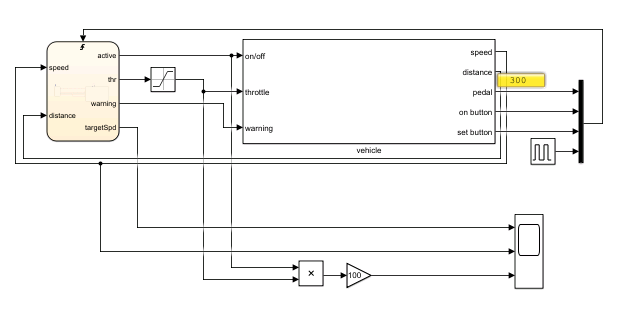 active
speed
thr
warning
distance
targetSpd
on/off
throttle
warning
speed
distance
300
pedal
on button
set button
vehicle
×
100